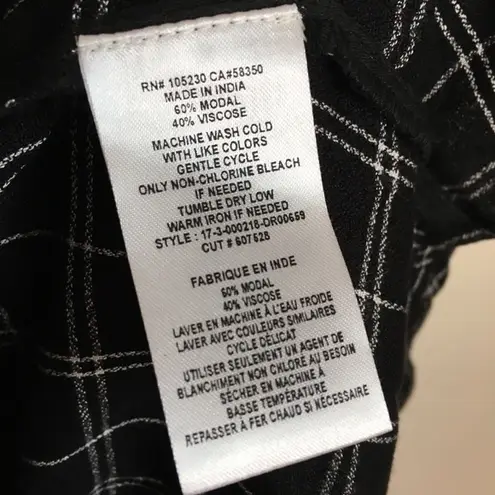 RN# 105230 CA#58350
MADE IN INDIA
60% MODAL
40% VISCOSE
MACHINE WASH COLD
WITH LIKE COLORS
GENTLE CYCLE
ONLY NON-CHLORINE BLEACH
IF NEEDED
TUMBLE DRY LOW
WARM IRON IF NEEDED
STYLE : 17-3-000218-DR00659
CUT # 607528
FABRIQUE EN INDE
60% MODAL
40% VISCOSE
LAVER EN MACHINE À L'EAU FROIDE
LAVER AVEC COULEURS SIMILAIRES
CYCLE DÉLICAT
UTILISER SEULEMENT UN AGENT DE
BLANCHIMENT NON CHLORÉ AU BESOIN
SÉCHER EN MACHINE À
BASSE TEMPÉRATURE
REPASSER À FER CHAUD SI NÉCESSAIRE